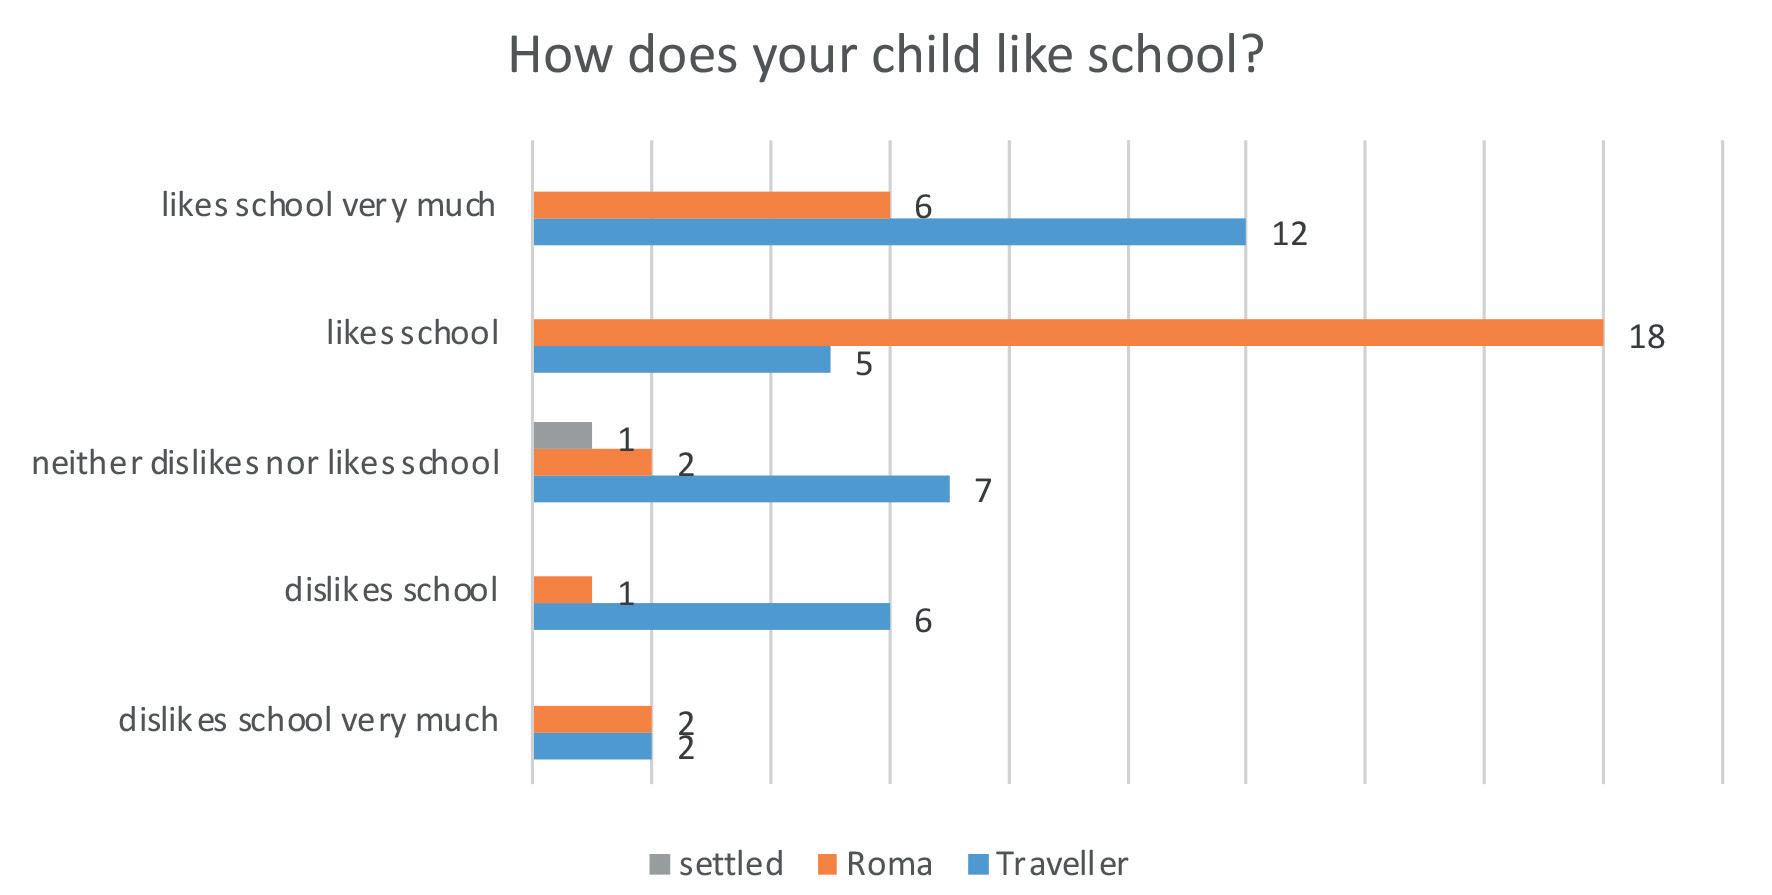 How does your child like school?
likes school very much
6
12
likes school
18
5
neither dislikes nor likes school
1
2
7
dislikes school
1
6
dislikes school very much
2
2
settled Roma Traveller